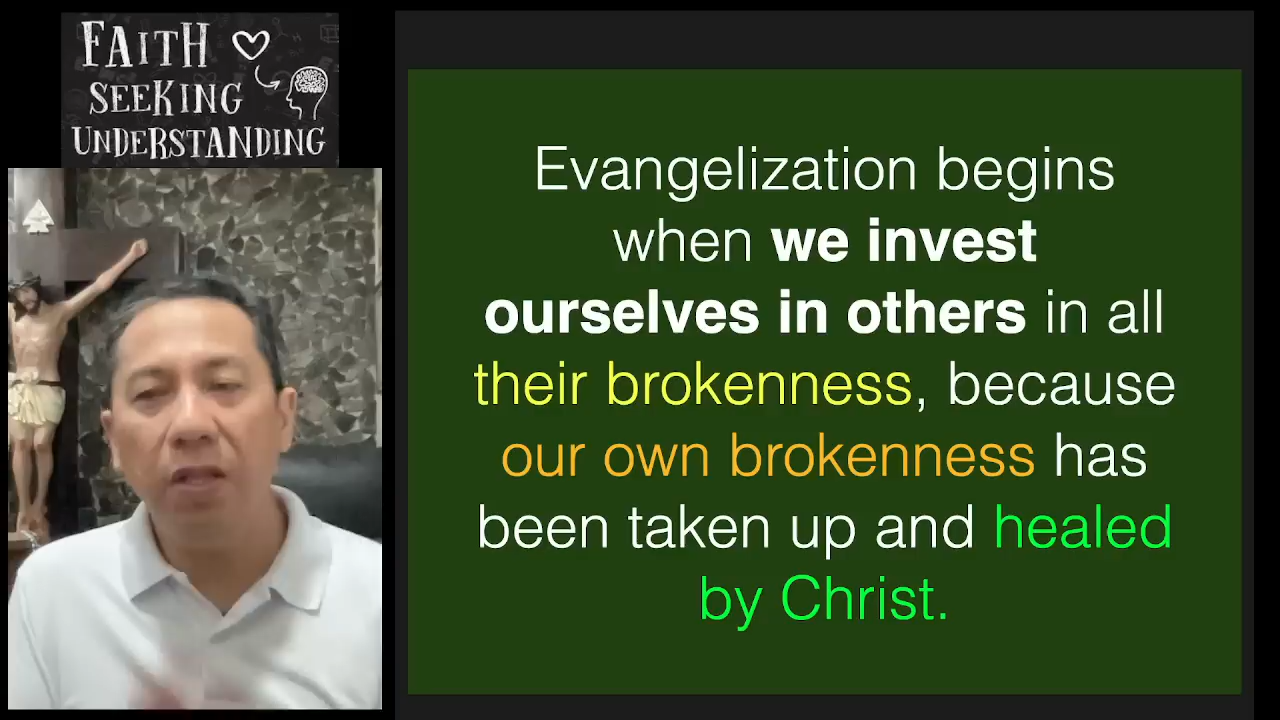 FAITH
SEEKING
UNDERSTANDING
Evangelization begins
when we invest
ourselves in others in all
their brokenness, because
our own brokenness has
been taken up and healed
by Christ.